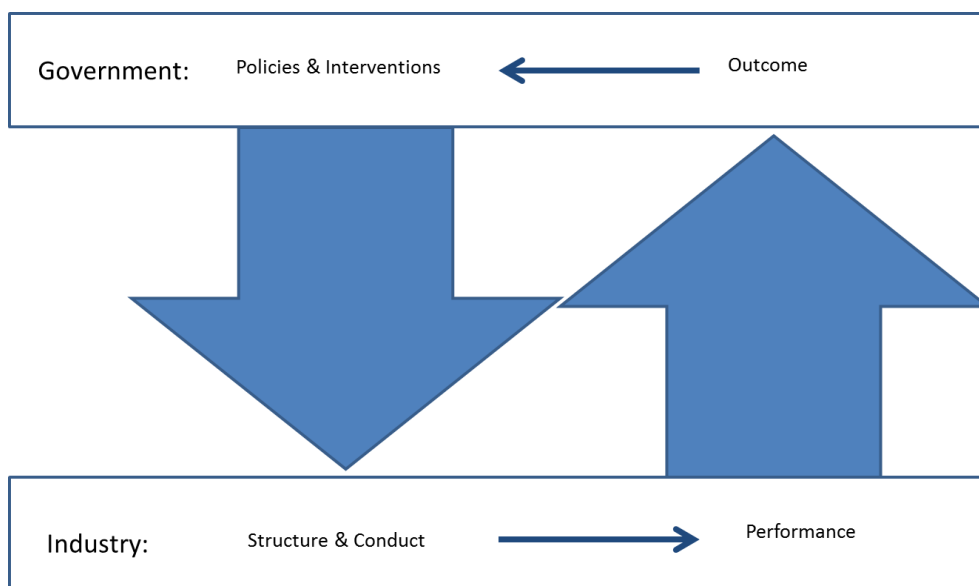 Government: Policies & Interventions Outcome
Industry: Structure & Conduct Performance